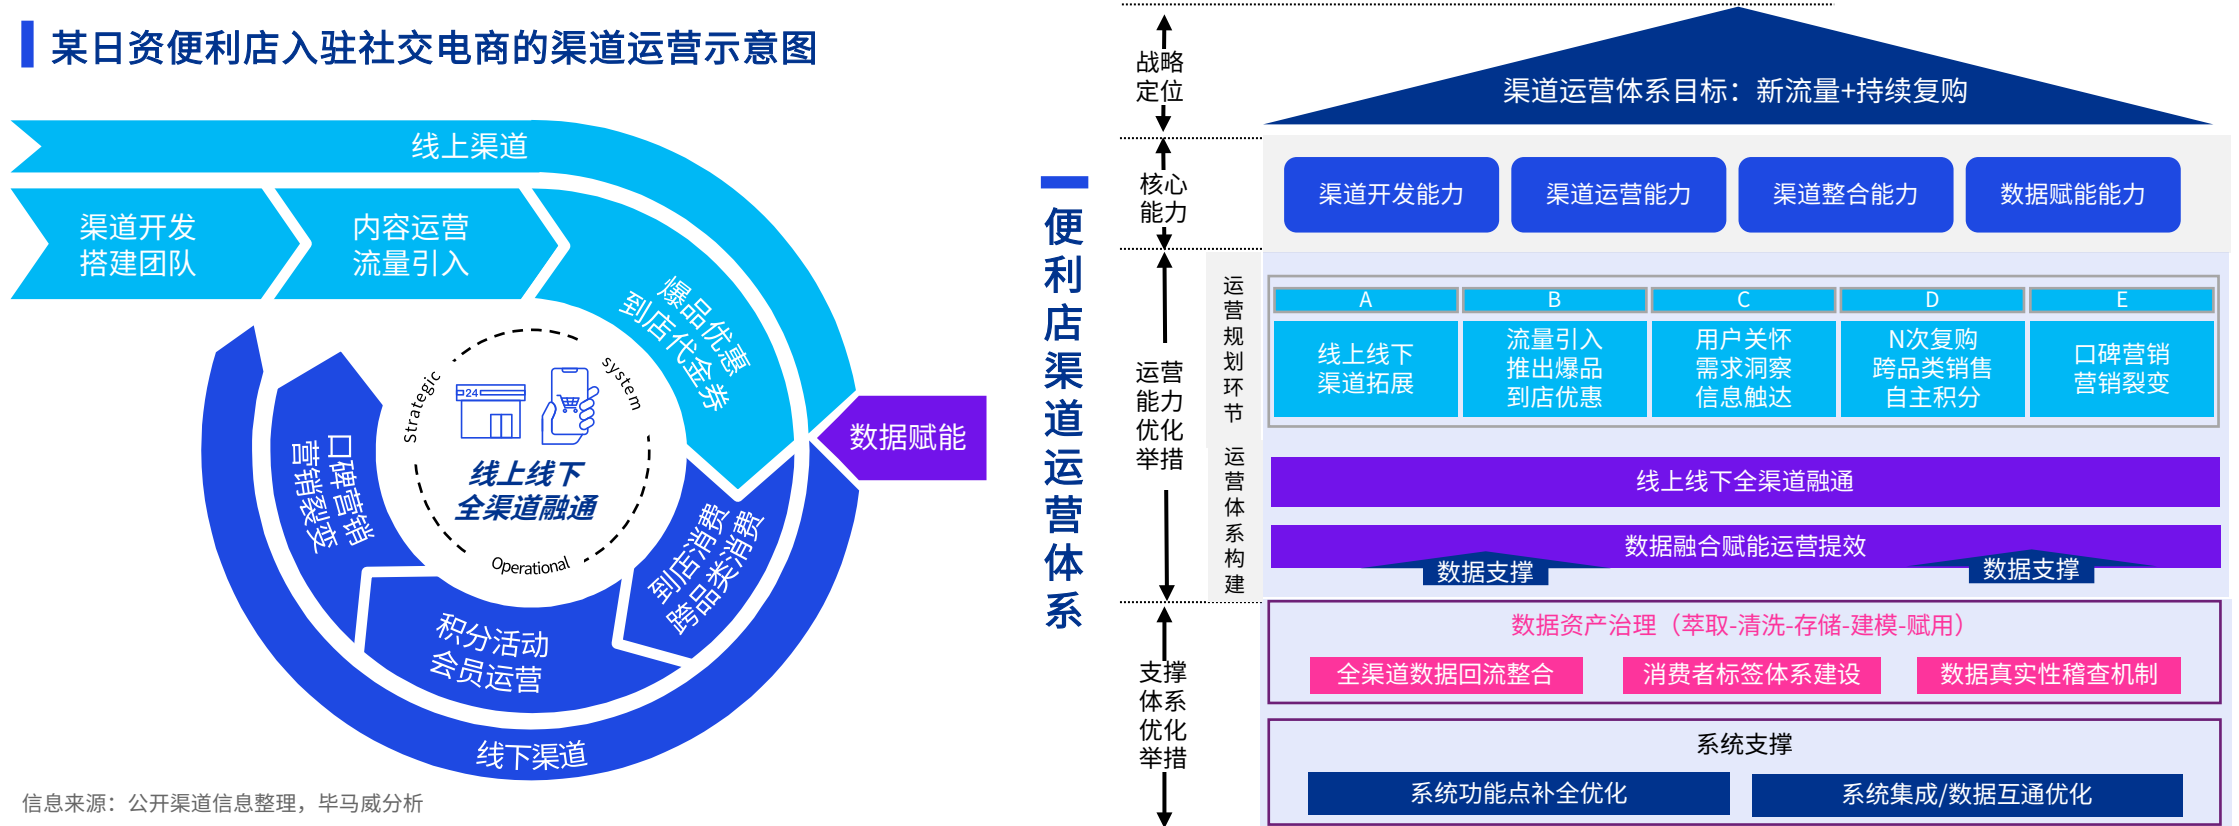 某日资便利店入驻社交电商的渠道运营示意图
线上渠道
渠道开发
搭建团队
内容运营
流量引入
爆品优惠
到店代金券
数据赋能
到店消费
跨品类消费
积分活动
会员运营
口碑营销
营销裂变
线下渠道
Strategic
system
Operational
24
线上线下
全渠道融通
信息来源：公开渠道信息整理，毕马威分析
便利店渠道运营体系
战略
定位
渠道运营体系目标：新流量+持续复购
核心
能力
渠道开发能力
渠道运营能力
渠道整合能力
数据赋能能力
运营
能力
优化
举措
运营规划环节
A
B
C
D
E
线上线下
渠道拓展
流量引入
推出爆品
到店优惠
用户关怀
需求洞察
信息触达
N次复购
跨品类销售
自主积分
口碑营销
营销裂变
运营体系构建
线上线下全渠道融通
数据融合赋能运营提效
数据支撑
数据支撑
支撑
体系
优化
举措
数据资产治理（萃取-清洗-存储-建模-赋用）
全渠道数据回流整合
消费者标签体系建设
数据真实性稽查机制
系统支撑
系统功能点补全优化
系统集成/数据互通优化